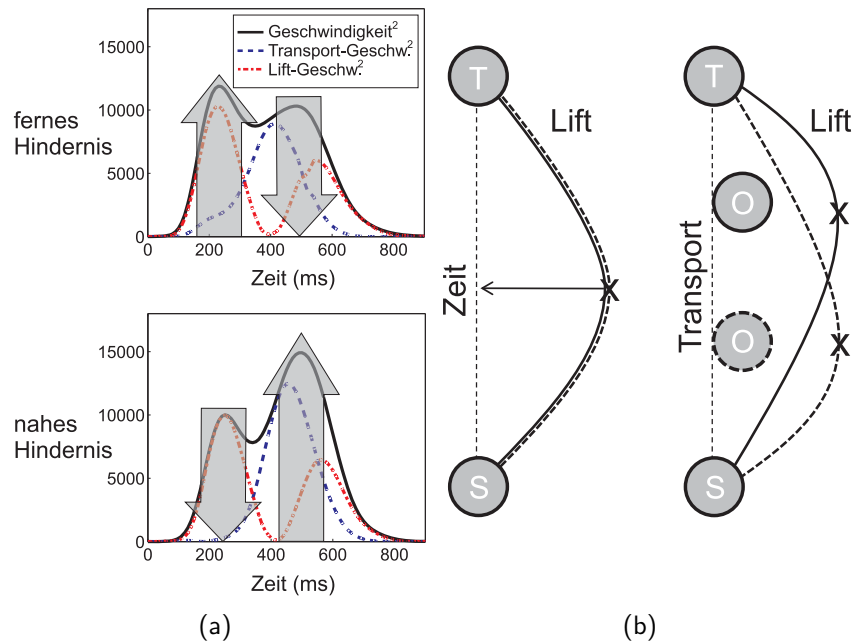 15000
10000
5000
0
0 200 400 600 800
Zeit (ms)
Geschwindigkeit²
Transport-Geschw.²
Lift-Geschw.²
fernes
Hindernis
15000
10000
5000
0
0 200 400 600 800
Zeit (ms)
nahes
Hindernis
(a)
T
Lift
Zeit
X
S
T
Lift
O
X
Transport
O
X
S
(b)